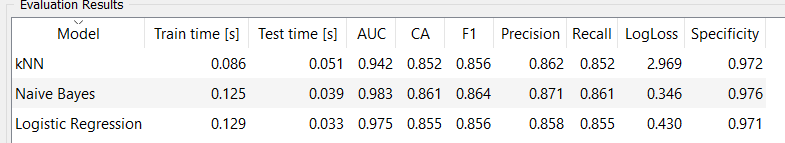 Evaluation Results
Model Train time [s] Test time [s] AUC CA F1 Precision Recall LogLoss Specificity
kNN 0.086 0.051 0.942 0.852 0.856 0.862 0.852 2.969 0.972
Naive Bayes 0.125 0.039 0.983 0.861 0.864 0.871 0.861 0.346 0.976
Logistic Regression 0.129 0.033 0.975 0.855 0.856 0.858 0.855 0.430 0.971